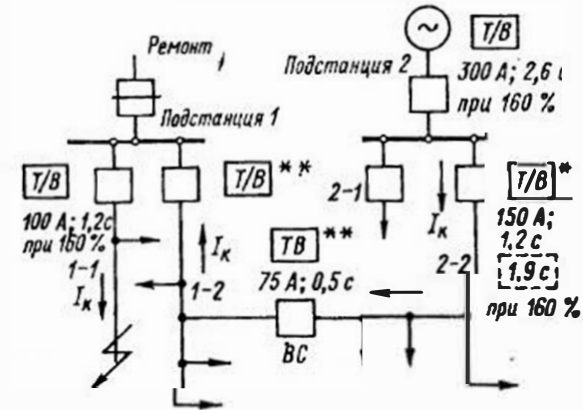 Ремонт
Т/В
Подстанция 2
300 А; 2,6 с
при 160 %
Подстанция 1
Т/В
Т/В **
2-1
Iк
[Т/В]*
100 А; 1,2с
при 160 %
Iк
ТВ **
150 А;
1,2 с
1-1
75 А; 0,5 с
2-2
1,9 с
Iк
1-2
при 160 %
ВС